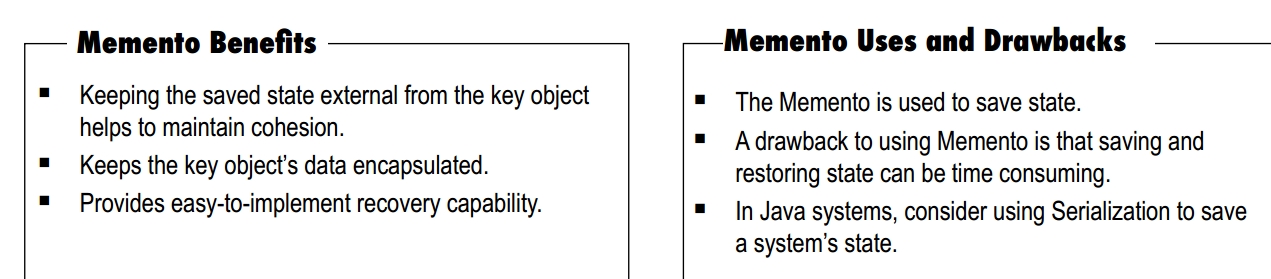 Memento Benefits
■ Keeping the saved state external from the key object
helps to maintain cohesion.
■ Keeps the key object’s data encapsulated.
■ Provides easy-to-implement recovery capability.
Memento Uses and Drawbacks
■ The Memento is used to save state.
■ A drawback to using Memento is that saving and
restoring state can be time consuming.
■ In Java systems, consider using Serialization to save
a system’s state.